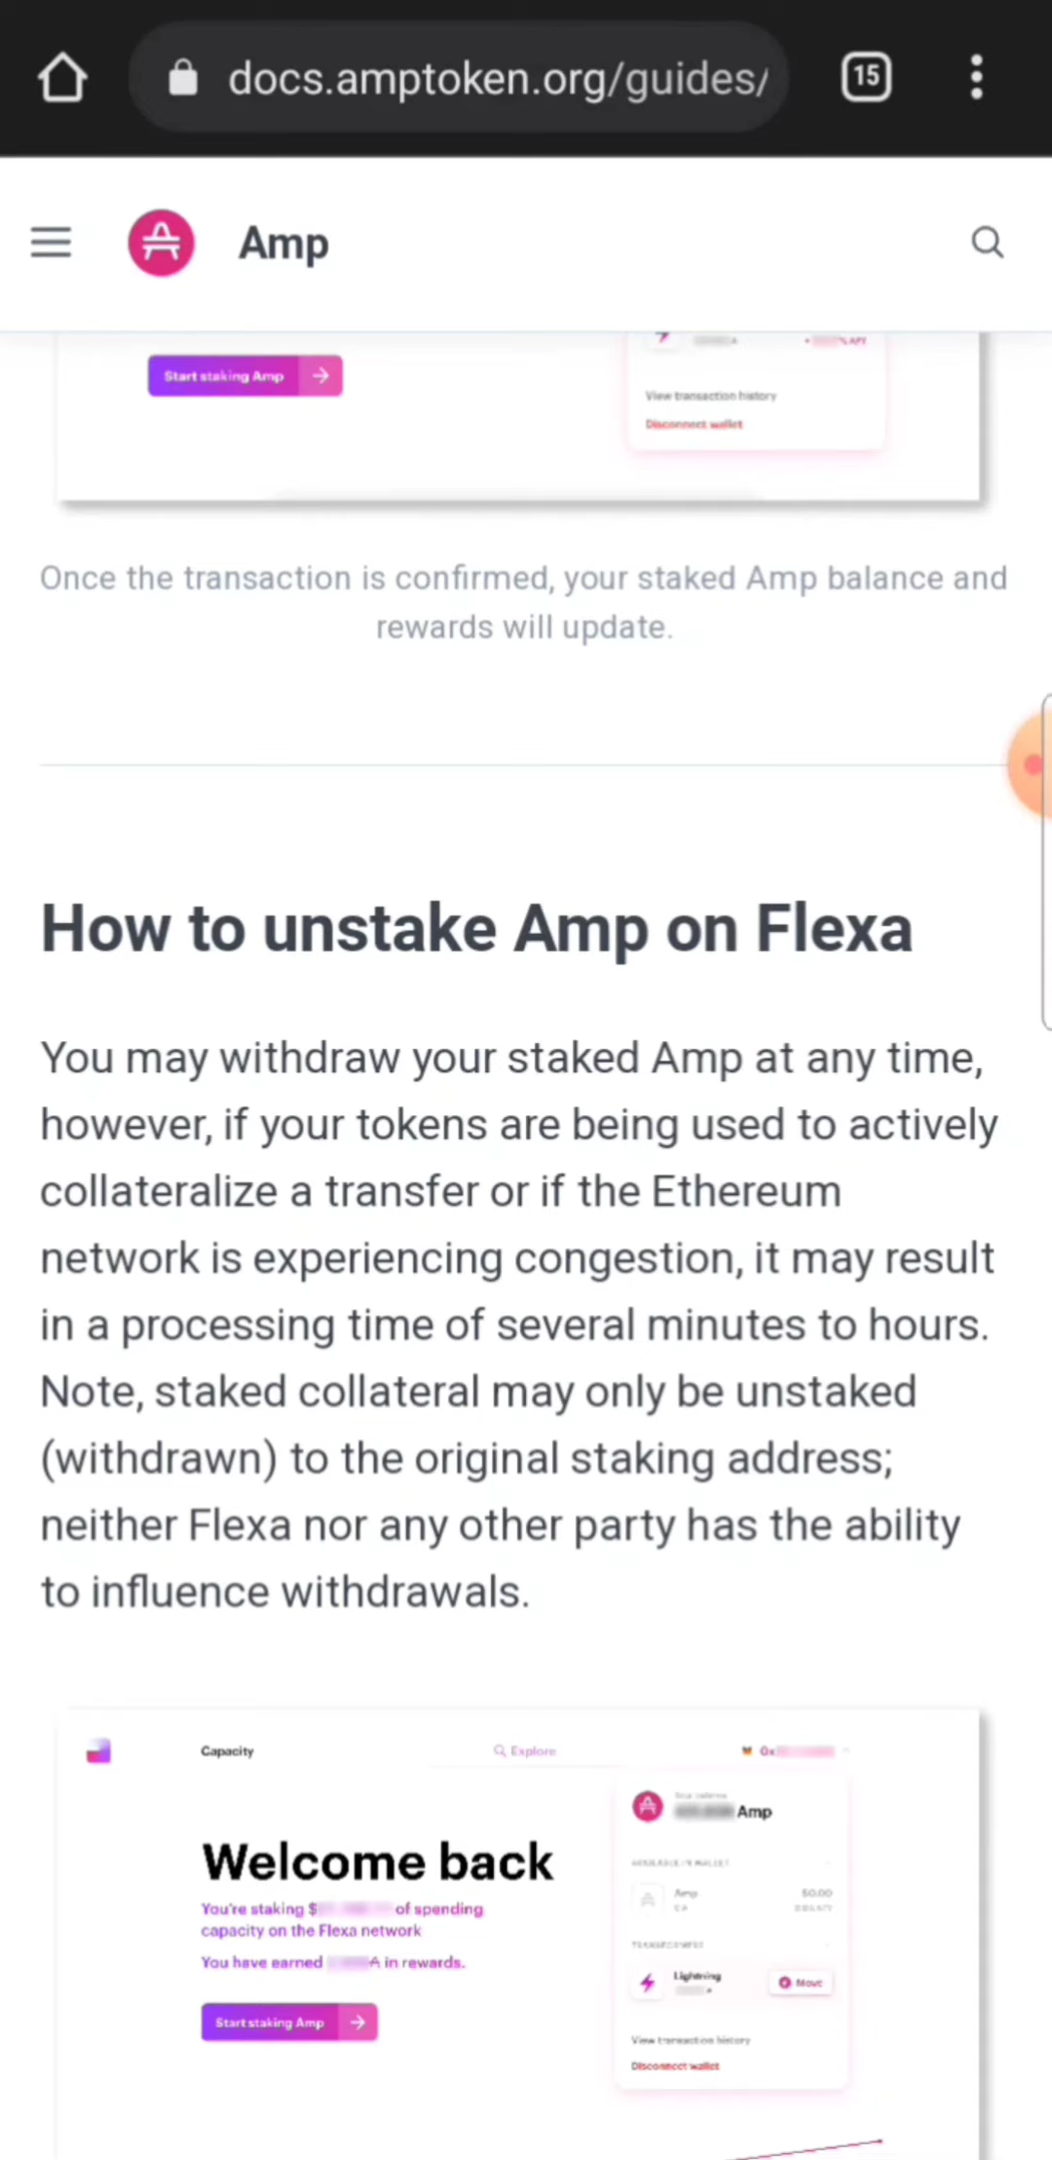 docs.amptoken.org/guides/
15
Amp
Start staking Amp
View transaction history
Disconnect wallet
Once the transaction is confirmed, your staked Amp balance and
rewards will update.
How to unstake Amp on Flexa
You may withdraw your staked Amp at any time,
however, if your tokens are being used to actively
collateralize a transfer or if the Ethereum
network is experiencing congestion, it may result
in a processing time of several minutes to hours.
Note, staked collateral may only be unstaked
(withdrawn) to the original staking address;
neither Flexa nor any other party has the ability
to influence withdrawals.
Capacity
Explore
0x
Amp
Welcome back
Amp
$0.00
You're staking $ of spending
capacity on the Flexa network
You have earned A in rewards.
Lightning
Move
Start staking Amp
View transaction history
Disconnect wallet